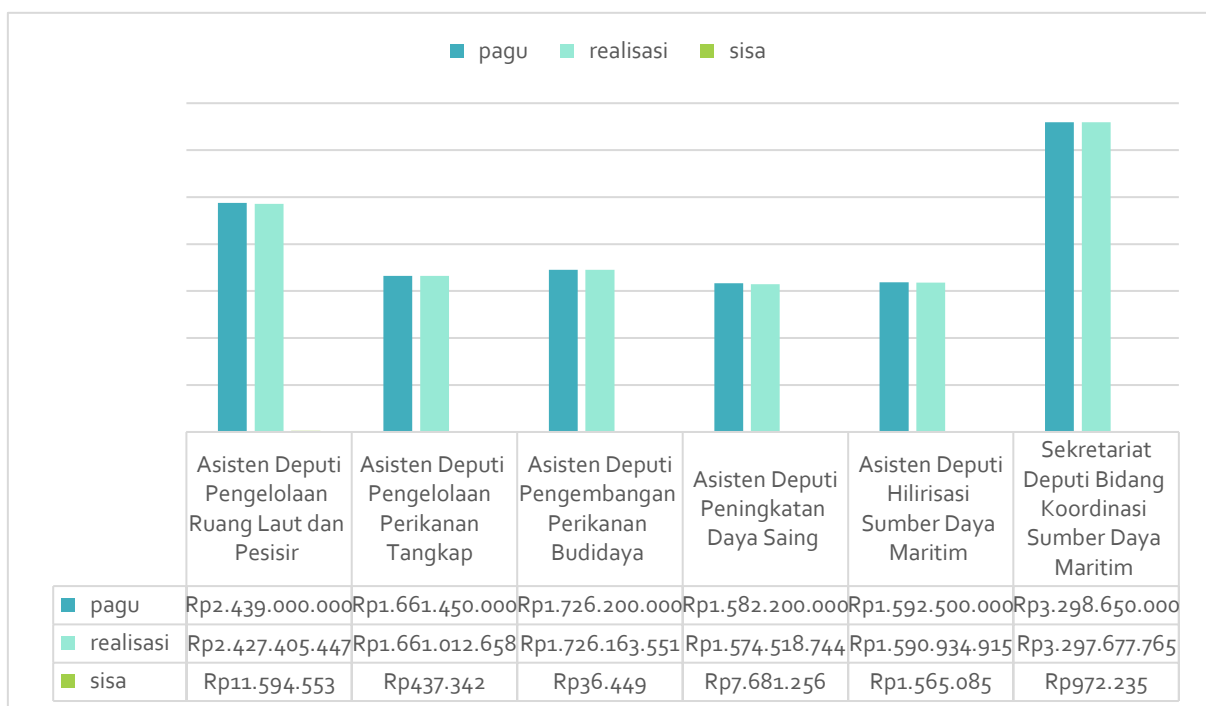 pagu realisasi sisa
Asisten Deputi
Pengelolaan
Ruang Laut dan
Pesisir
Asisten Deputi
Pengelolaan
Perikanan
Tangkap
Asisten Deputi
Pengembangan
Perikanan
Budidaya
Asisten Deputi
Peningkatan
Daya Saing
Asisten Deputi
Hilirisasi
Sumber Daya
Maritim
Sekretariat
Deputi Bidang
Koordinasi
Sumber Daya
Maritim
pagu Rp2.439.000.000 Rp1.661.450.000 Rp1.726.200.000 Rp1.582.200.000 Rp1.592.500.000 Rp3.298.650.000
realisasi Rp2.427.405.447 Rp1.661.012.658 Rp1.726.163.551 Rp1.574.518.744 Rp1.590.934.915 Rp3.297.677.765
sisa Rp11.594.553 Rp437.342 Rp36.449 Rp7.681.256 Rp1.565.085 Rp972.235